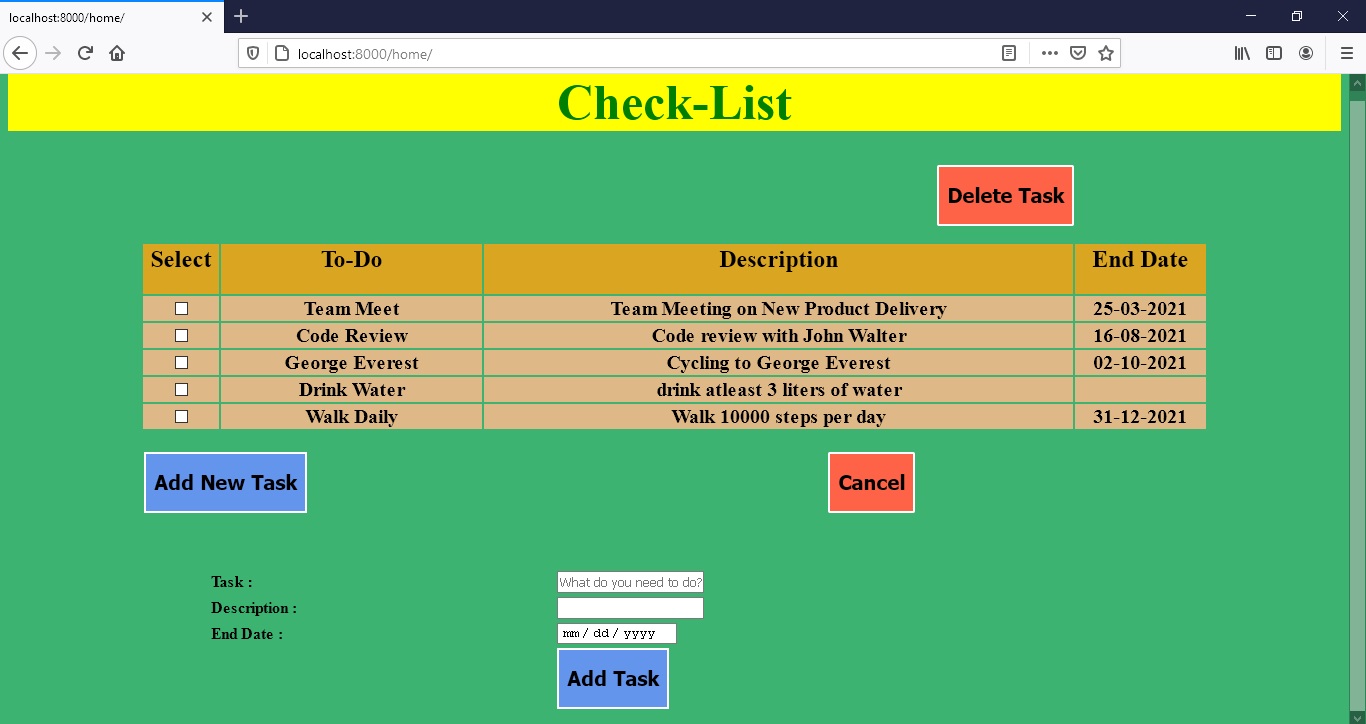 localhost:8000/home/
localhost:8000/home/
Check-List
Delete Task
Select To-Do Description End Date
Team Meet Team Meeting on New Product Delivery 25-03-2021
Code Review Code review with John Walter 16-08-2021
George Everest Cycling to George Everest 02-10-2021
Drink Water drink atleast 3 liters of water
Walk Daily Walk 10000 steps per day 31-12-2021
Add New Task Cancel
Task : What do you need to do?
Description :
End Date : mm / dd / yyyy
Add Task